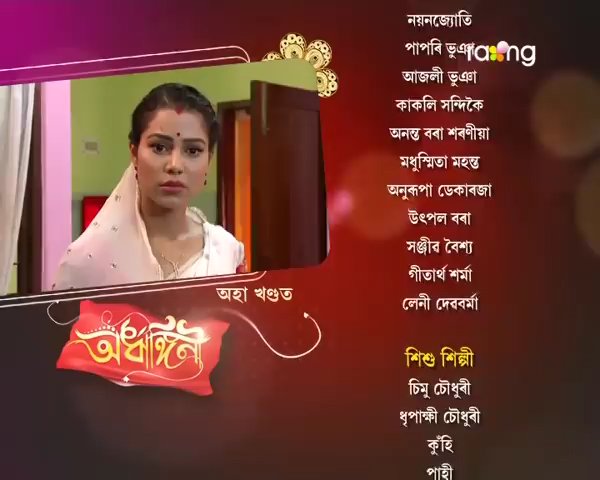 নয়নজ্যোতি
পাপৰি ভূঞা
rang
আজলী ভূঞা
কাকলি সন্দিকৈ
অনন্ত বৰা শৰণীয়া
মধুস্মিতা মহন্ত
অনুৰূপা ডেকাৰজা
উৎপল বৰা
সঞ্জীৱ বৈশ্য
গীতাৰ্থ শৰ্মা
লেনী দেৱবৰ্মা
অহা খণ্ডত
অৰ্ধাঙ্গিনী
শিশু শিল্পী
চিমু চৌধুৰী
ধৃপাক্ষী চৌধুৰী
কুঁহি
পাহী